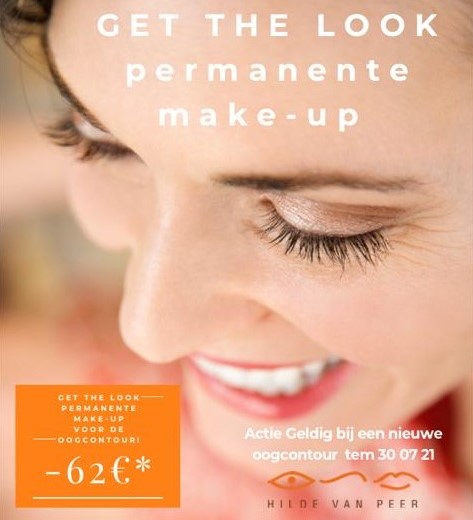 GET THE LOOK
permanente
make-up
GET THE LOOK
PERMANENTE
MAKE-UP
VOOR DE
OOGCONTOUR!
-62€*
Actie Geldig bij een nieuwe
oogcontour tem 30 07 21
HILDE VAN PEER